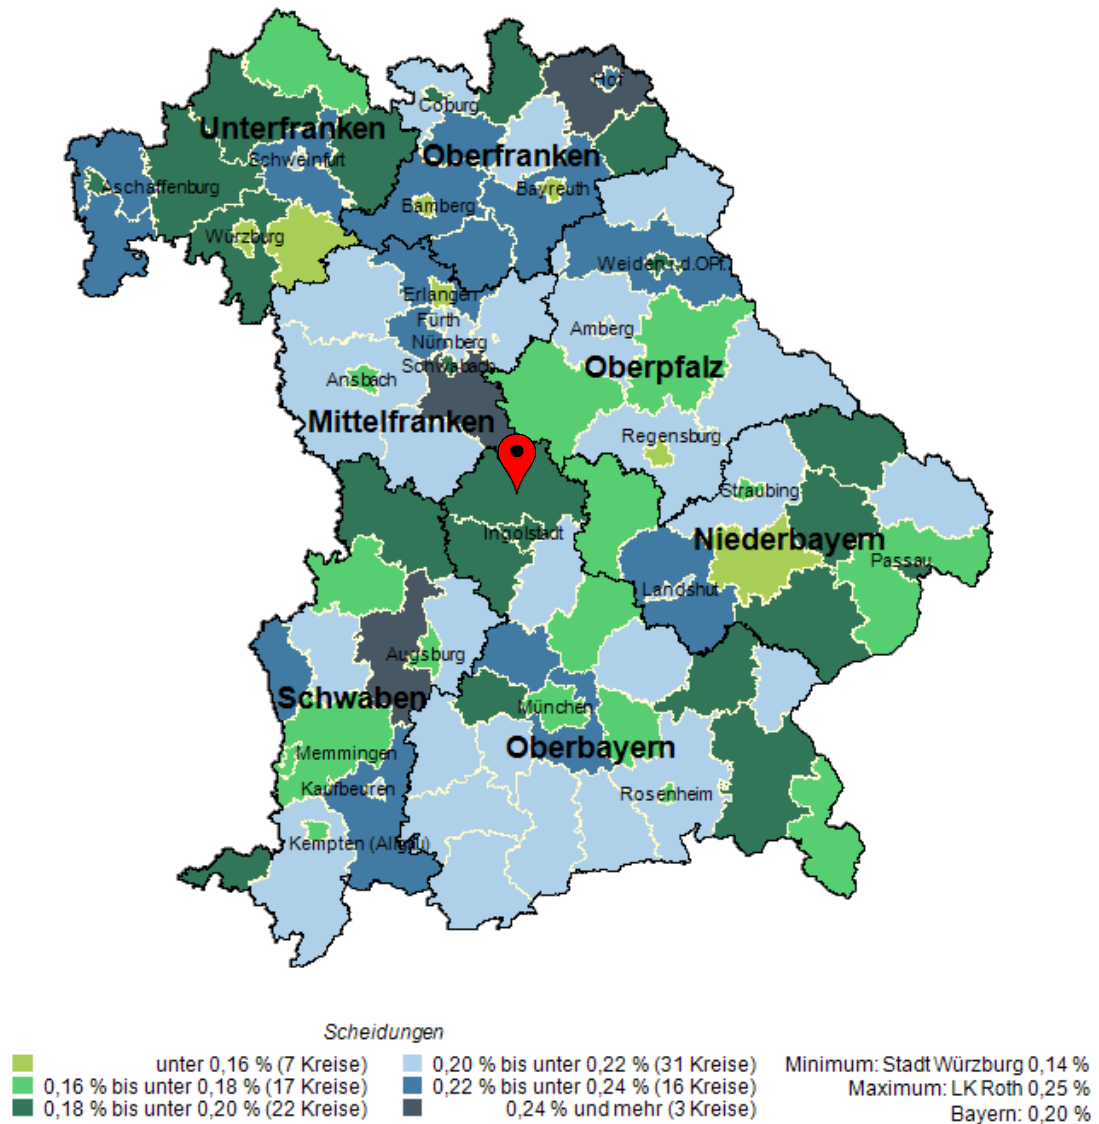 Hof
Coburg
Unterfranken
Oberfranken
Schweinfurt
Aschaffenburg
Bayreuth
Bamberg
Würzburg
Weiden i.d.OPf.
Erlangen
Fürth
Amberg
Nürnberg
Schwabach
Oberpfalz
Ansbach
Mittelfranken
Regensburg
Straubing
Ingolstadt
Niederbayern
Passau
Landshut
Augsburg
Schwaben
München
Oberbayern
Memmingen
Kaufbeuren
Rosenheim
Kempten (Allgäu)
Scheidungen
unter 0,16 % (7 Kreise)
0,16 % bis unter 0,18 % (17 Kreise)
0,18 % bis unter 0,20 % (22 Kreise)
0,20 % bis unter 0,22 % (31 Kreise)
0,22 % bis unter 0,24 % (16 Kreise)
0,24 % und mehr (3 Kreise)
Minimum: Stadt Würzburg 0,14 %
Maximum: LK Roth 0,25 %
Bayern: 0,20 %